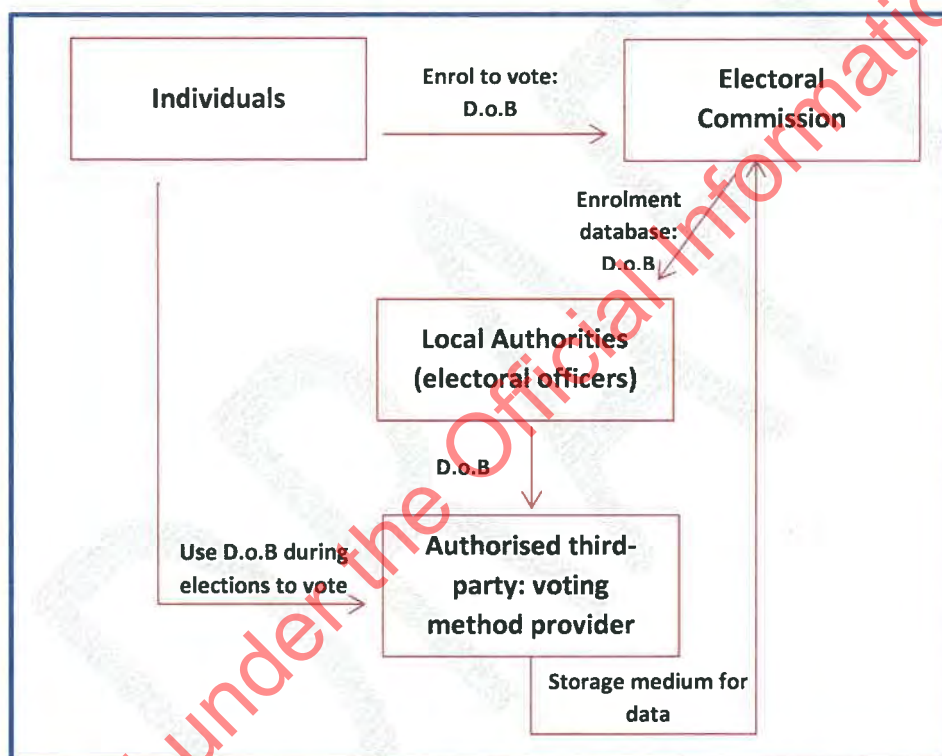 Individuals
Enrol to vote:
D.o.B
Electoral
Commission
Enrolment
database:
D.o.B
Local Authorities
(electoral officers)
D.o.B
Use D.o.B during
elections to vote
Authorised third-
party: voting
method provider
Storage medium for
data
under the Official Informatio
DRAFT